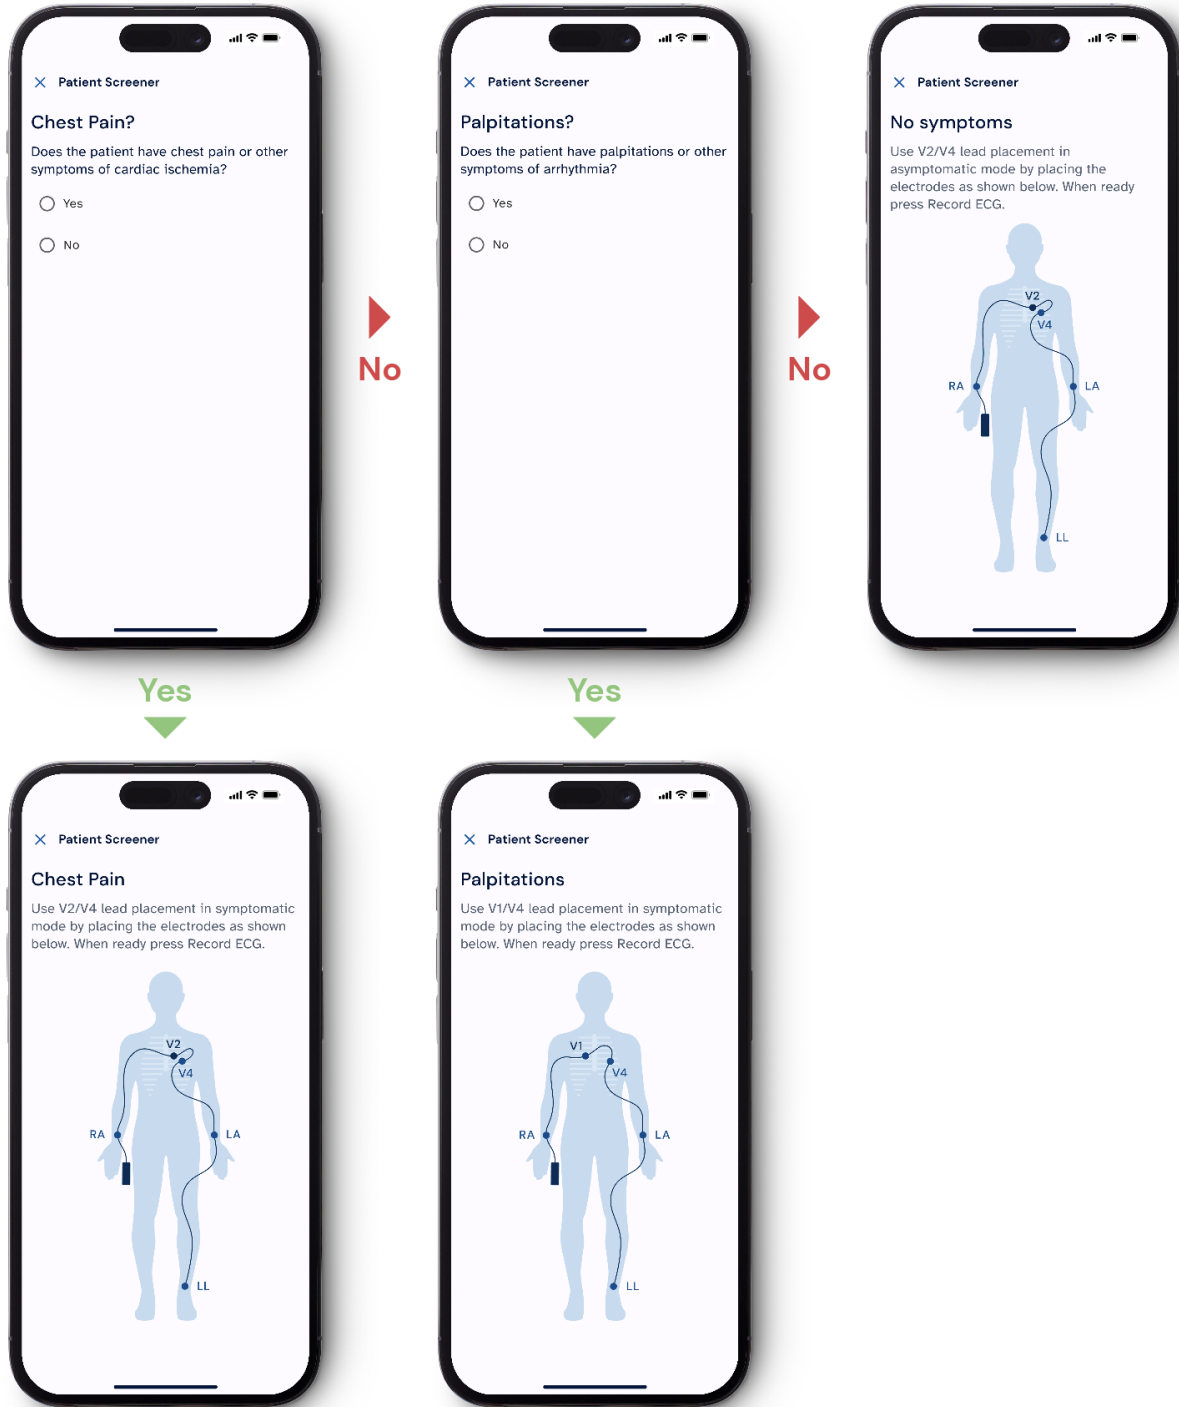 Patient Screener
Chest Pain?
Does the patient have chest pain or other
symptoms of cardiac ischemia?
Yes
No
No
Patient Screener
Palpitations?
Does the patient have palpitations or other
symptoms of arrhythmia?
Yes
No
No
Patient Screener
No symptoms
Use V2/V4 lead placement in
asymptomatic mode by placing the
electrodes as shown below. When ready
press Record ECG.
V2
V4
RA
LA
LL
Yes
Yes
Patient Screener
Chest Pain
Use V2/V4 lead placement in symptomatic
mode by placing the electrodes as shown
below. When ready press Record ECG.
V2
V4
RA
LA
LL
Patient Screener
Palpitations
Use V1/V4 lead placement in symptomatic
mode by placing the electrodes as shown
below. When ready press Record ECG.
V1
V4
RA
LA
LL